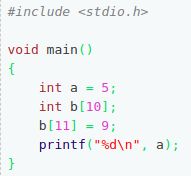 #include <stdio.h>

void main()
{
    int a = 5;
    int b[10];
    b[11] = 9;
    printf("%d\n", a);
}